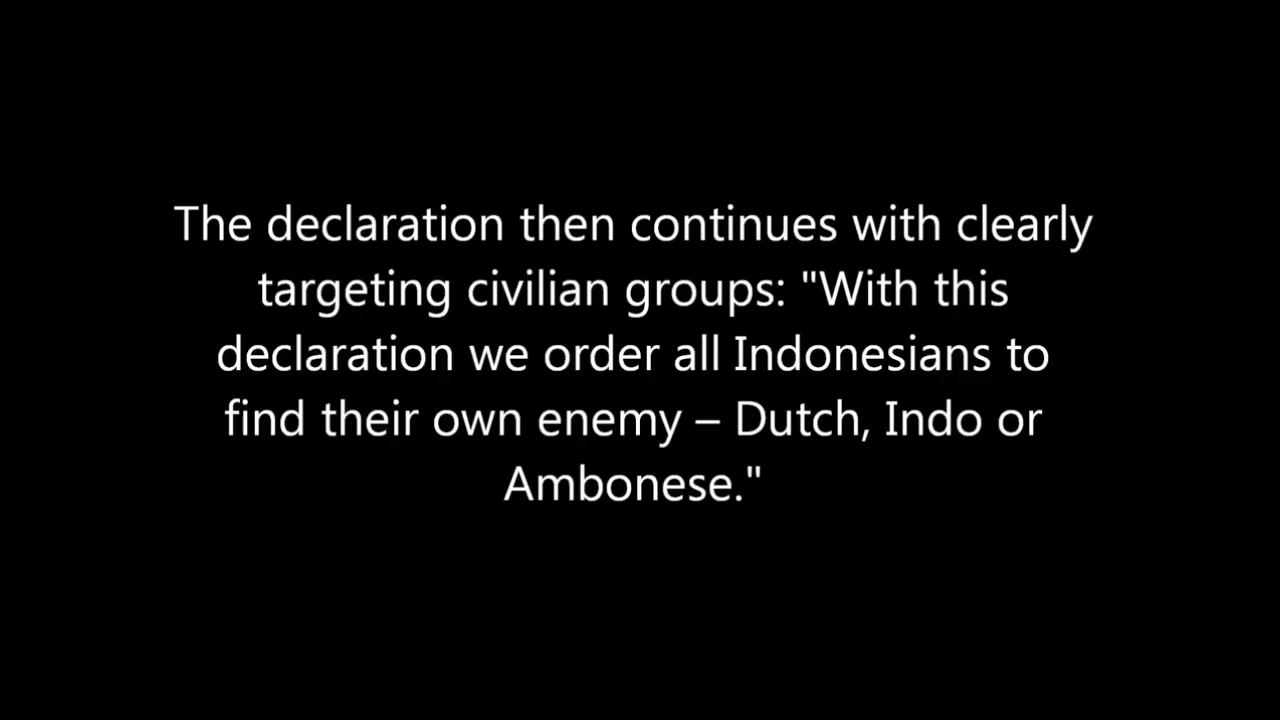 The declaration then continues with clearly
targeting civilian groups: "With this
declaration we order all Indonesians to
find their own enemy – Dutch, Indo or
Ambonese."